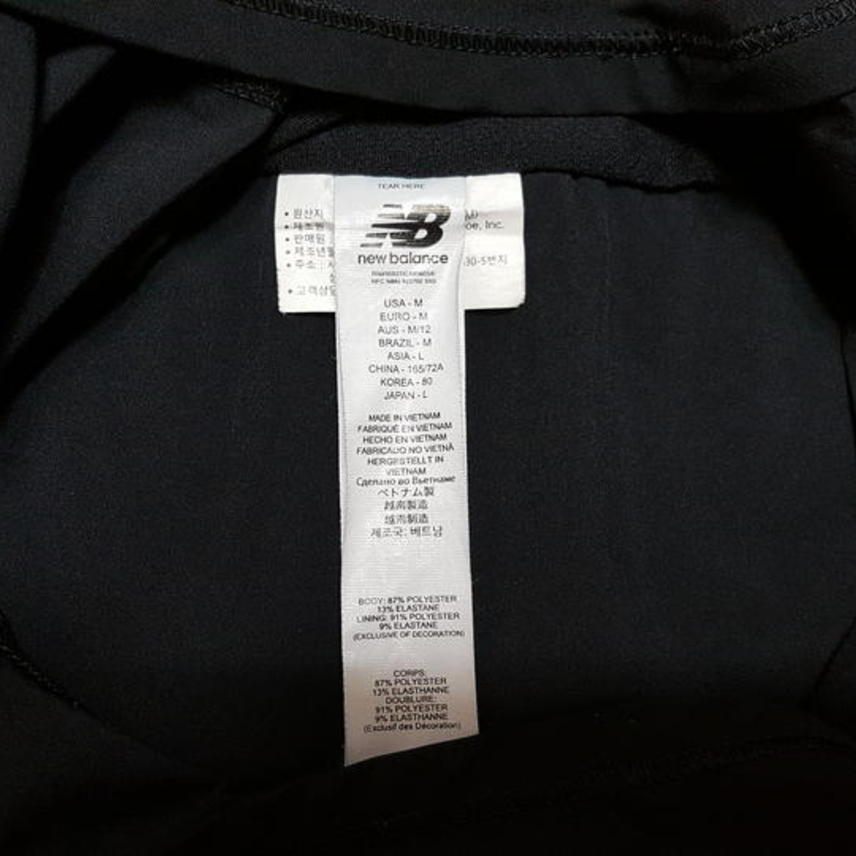 TEAR HERE
NB
new balance
USA - M
EURO - M
AUS - M/12
BRAZIL - M
ASIA - L
CHINA - 165/72A
KOREA - 80
JAPAN - L
MADE IN VIETNAM
FABRIQUÉ EN VIETNAM
HECHO EN VIETNAM
FABRICADO NO VIETNÃ
HERGESTELLT IN
VIETNAM
Сделано во Вьетнаме
ベトナム製
越南製造
越南制造
제조국: 베트남
BODY: 87% POLYESTER
13% ELASTANE
LINING: 91% POLYESTER
9% ELASTANE
(EXCLUSIVE OF DECORATION)
CORPS:
87% POLYESTER
13% ELASTHANNE
DOUBLURE:
91% POLYESTER
9% ELASTHANNE
(Exclusif des Décoration)
• 원산지
• 제조원 oe, Inc.
• 판매원
• 제조년월
• 주소 : 30-5번지
• 고객상담